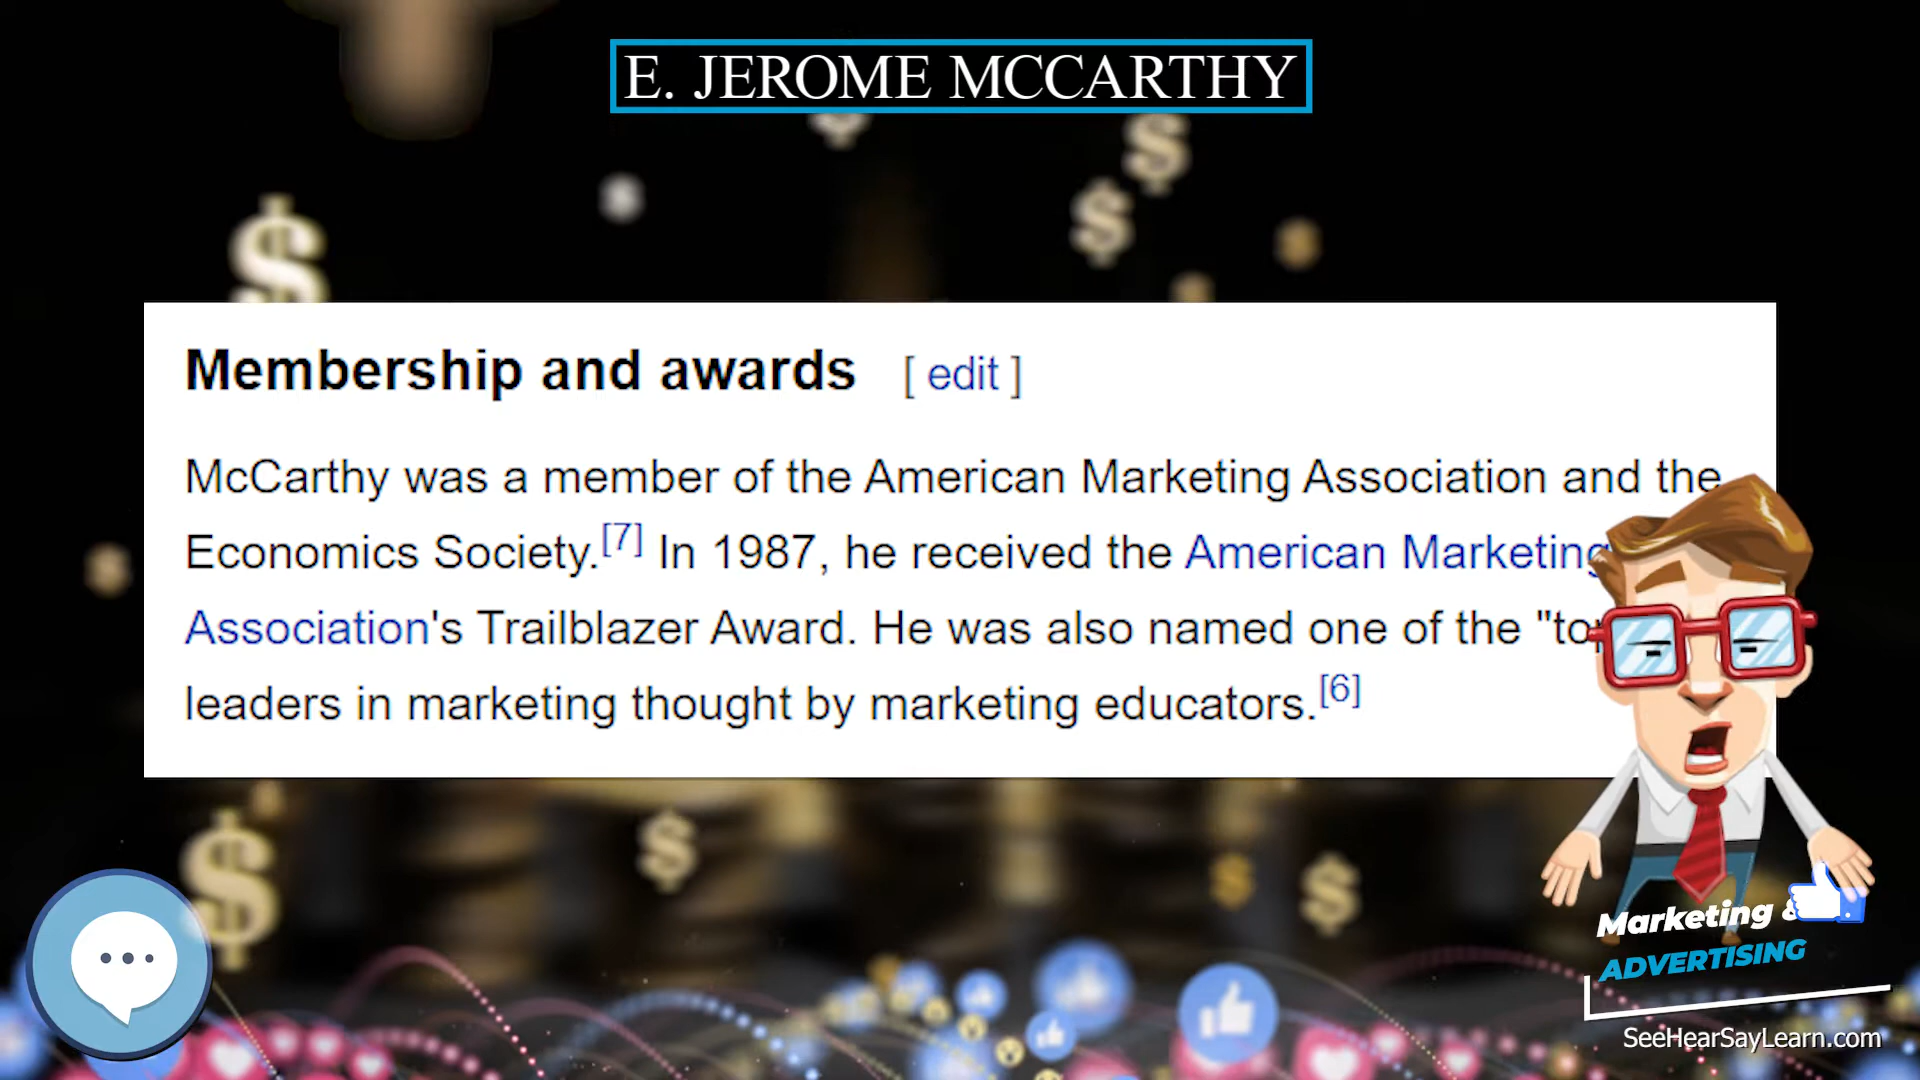 E. JEROME MCCARTHY
Membership and awards [ edit ]
McCarthy was a member of the American Marketing Association and the
Economics Society.[7] In 1987, he received the American Marketing
Association's Trailblazer Award. He was also named one of the
leaders in marketing thought by marketing educators.[6]
Marketing &
ADVERTISING
SeeHearSayLearn.com